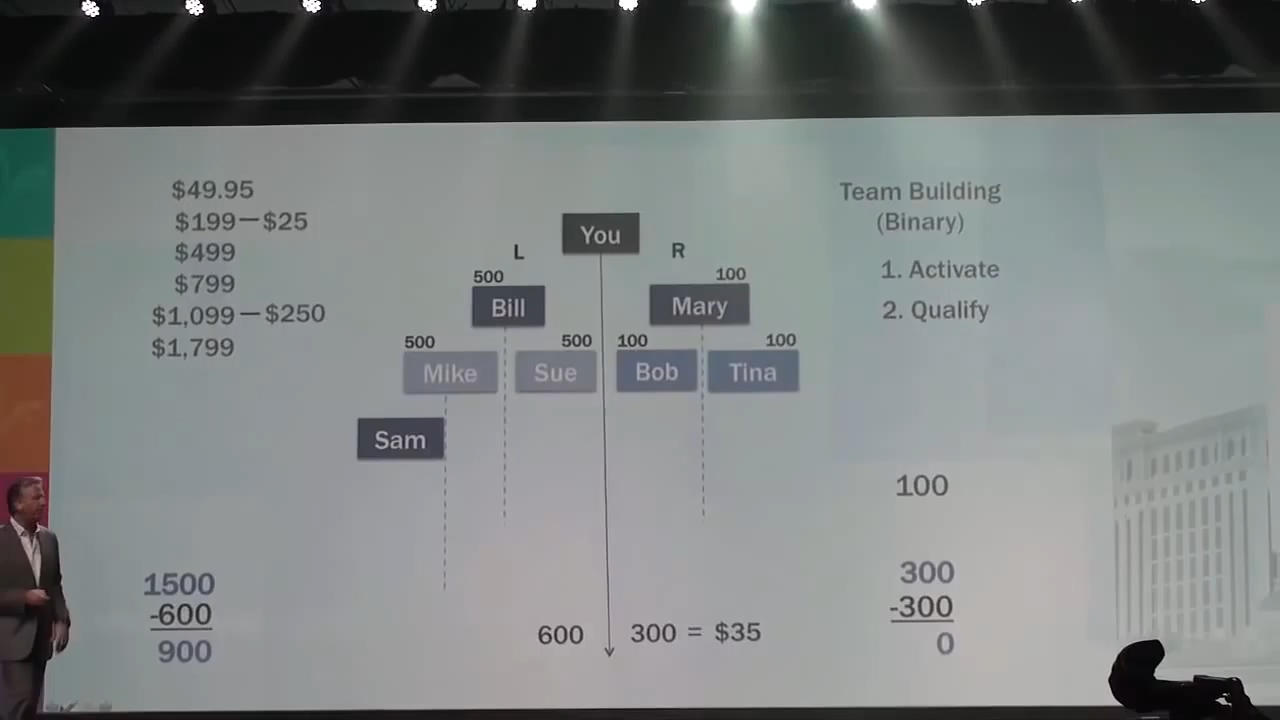 $49.95
$199—$25
$499
$799
$1,099—$250
$1,799
You
L
R
500
100
Bill
Mary
500
500
100
100
Mike
Sue
Bob
Tina
Sam
Team Building
(Binary)
1. Activate
2. Qualify
100
1500
-600
900
600
300 = $35
300
-300
0